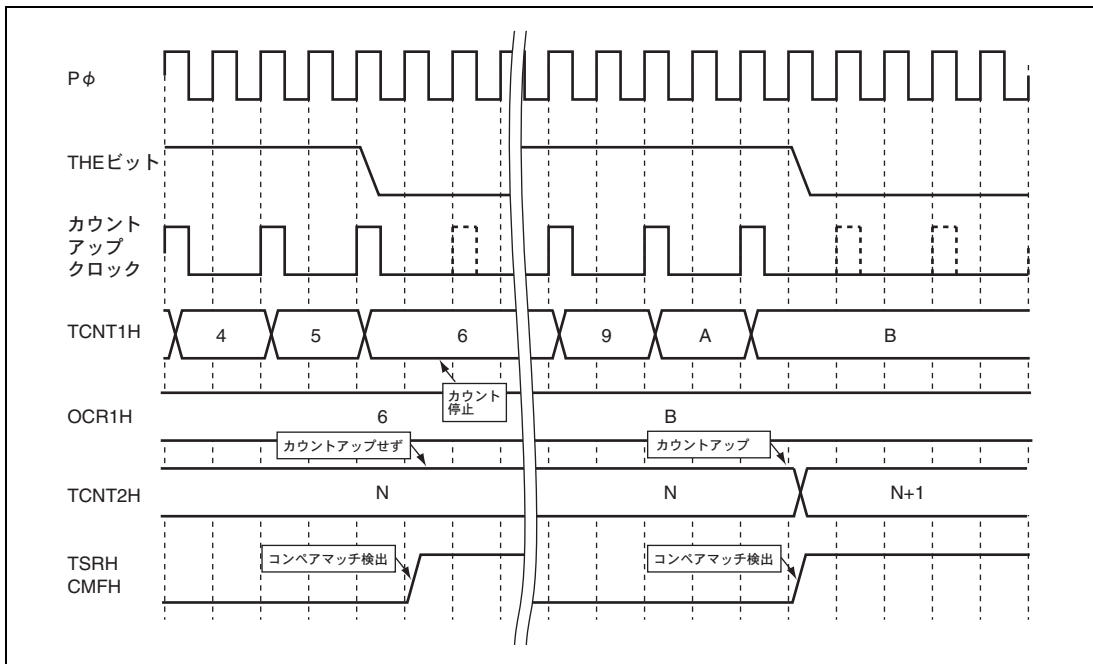 Pφ
THEビット
カウント
アップ
クロック
TCNT1H
4
5
6
9
A
B
カウント
停止
OCR1H
6
B
カウントアップせず
カウントアップ
TCNT2H
N
N
N+1
TSRH
CMFH
コンペアマッチ検出
コンペアマッチ検出